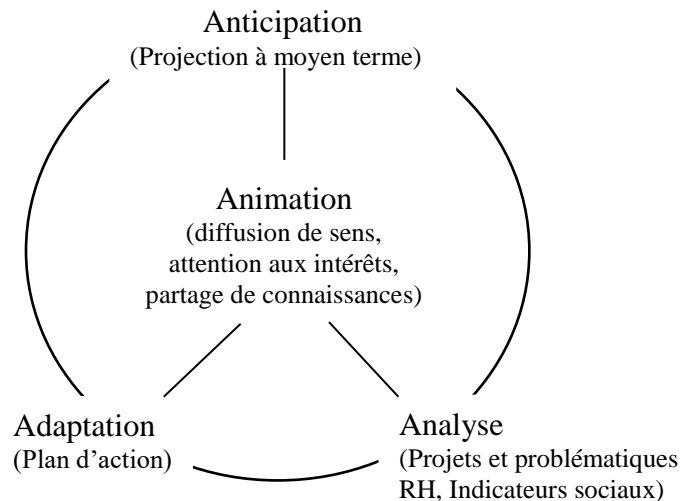 Anticipation
(Projection à moyen terme)
Animation
(diffusion de sens,
attention aux intérêts,
partage de connaissances)
Adaptation
(Plan d’action)
Analyse
(Projets et problématiques
RH, Indicateurs sociaux)